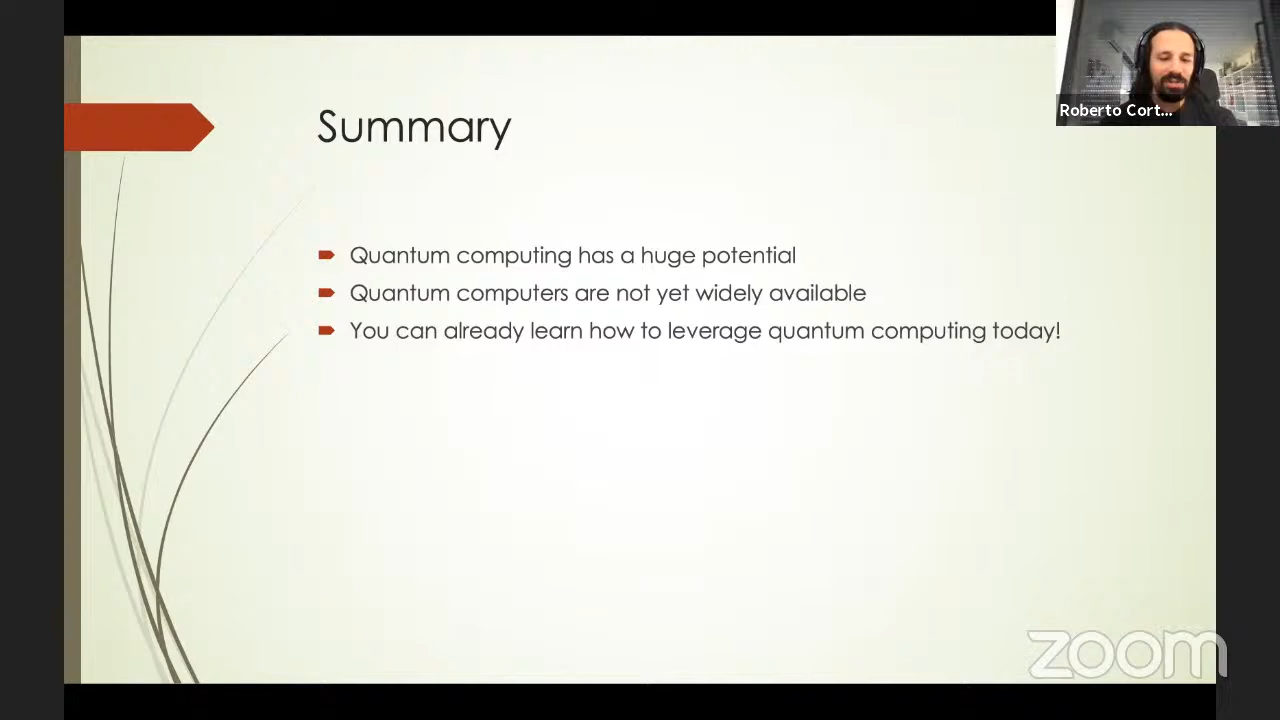 Roberto Cort...
Summary
Quantum computing has a huge potential
Quantum computers are not yet widely available
You can already learn how to leverage quantum computing today!
zoom